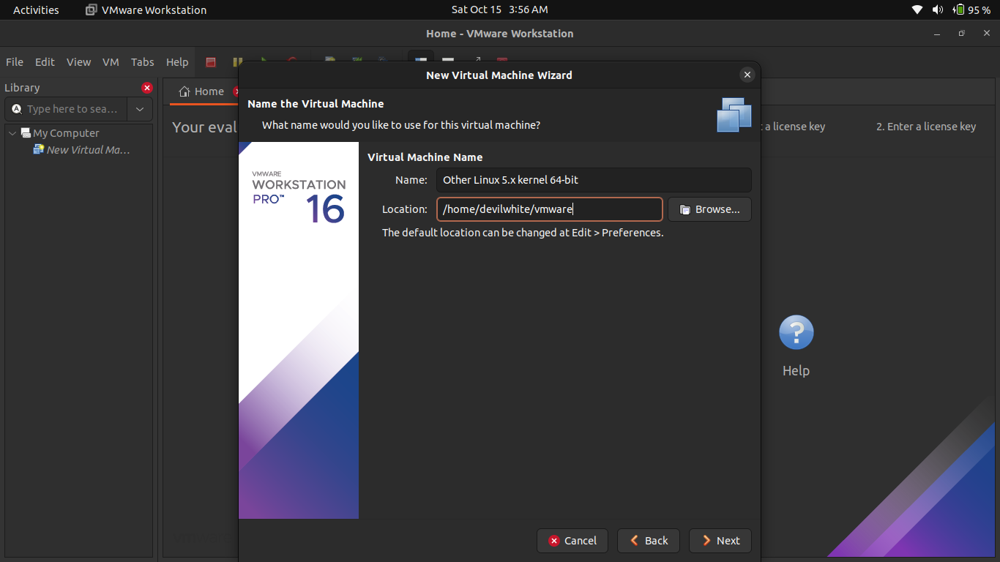 Activities VMware Workstation Sat Oct 15 3:56 AM 95 %
Home - VMware Workstation
File Edit View VM Tabs Help
New Virtual Machine Wizard
Library
Home
Type here to sea...
My Computer
New Virtual Ma...
Your eval
a license key 2. Enter a license key
Name the Virtual Machine
What name would you like to use for this virtual machine?
VMWARE
WORKSTATION
PRO™ 16
Virtual Machine Name
Name: Other Linux 5.x kernel 64-bit
Location: /home/devilwhite/vmware Browse...
The default location can be changed at Edit > Preferences.
?
Help
Cancel Back Next